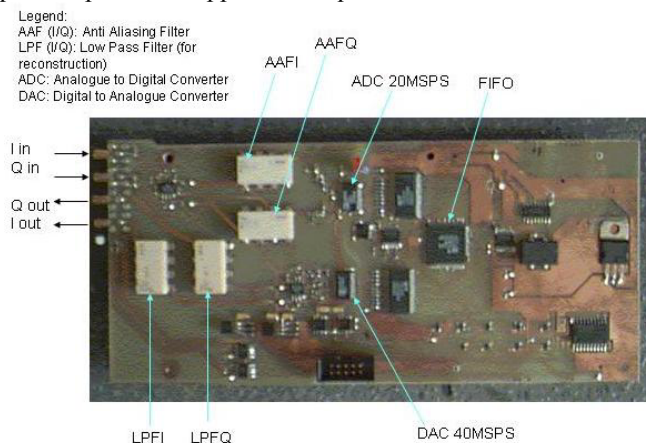 Legend:
AAF (I/Q): Anti Aliasing Filter
LPF (I/Q): Low Pass Filter (for
reconstruction)
ADC: Analogue to Digital Converter
DAC: Digital to Analogue Converter
AAFI
AAFQ
ADC 20MSPS
FIFO
I in
Q in
Q out
I out
LPFI
LPFQ
DAC 40MSPS